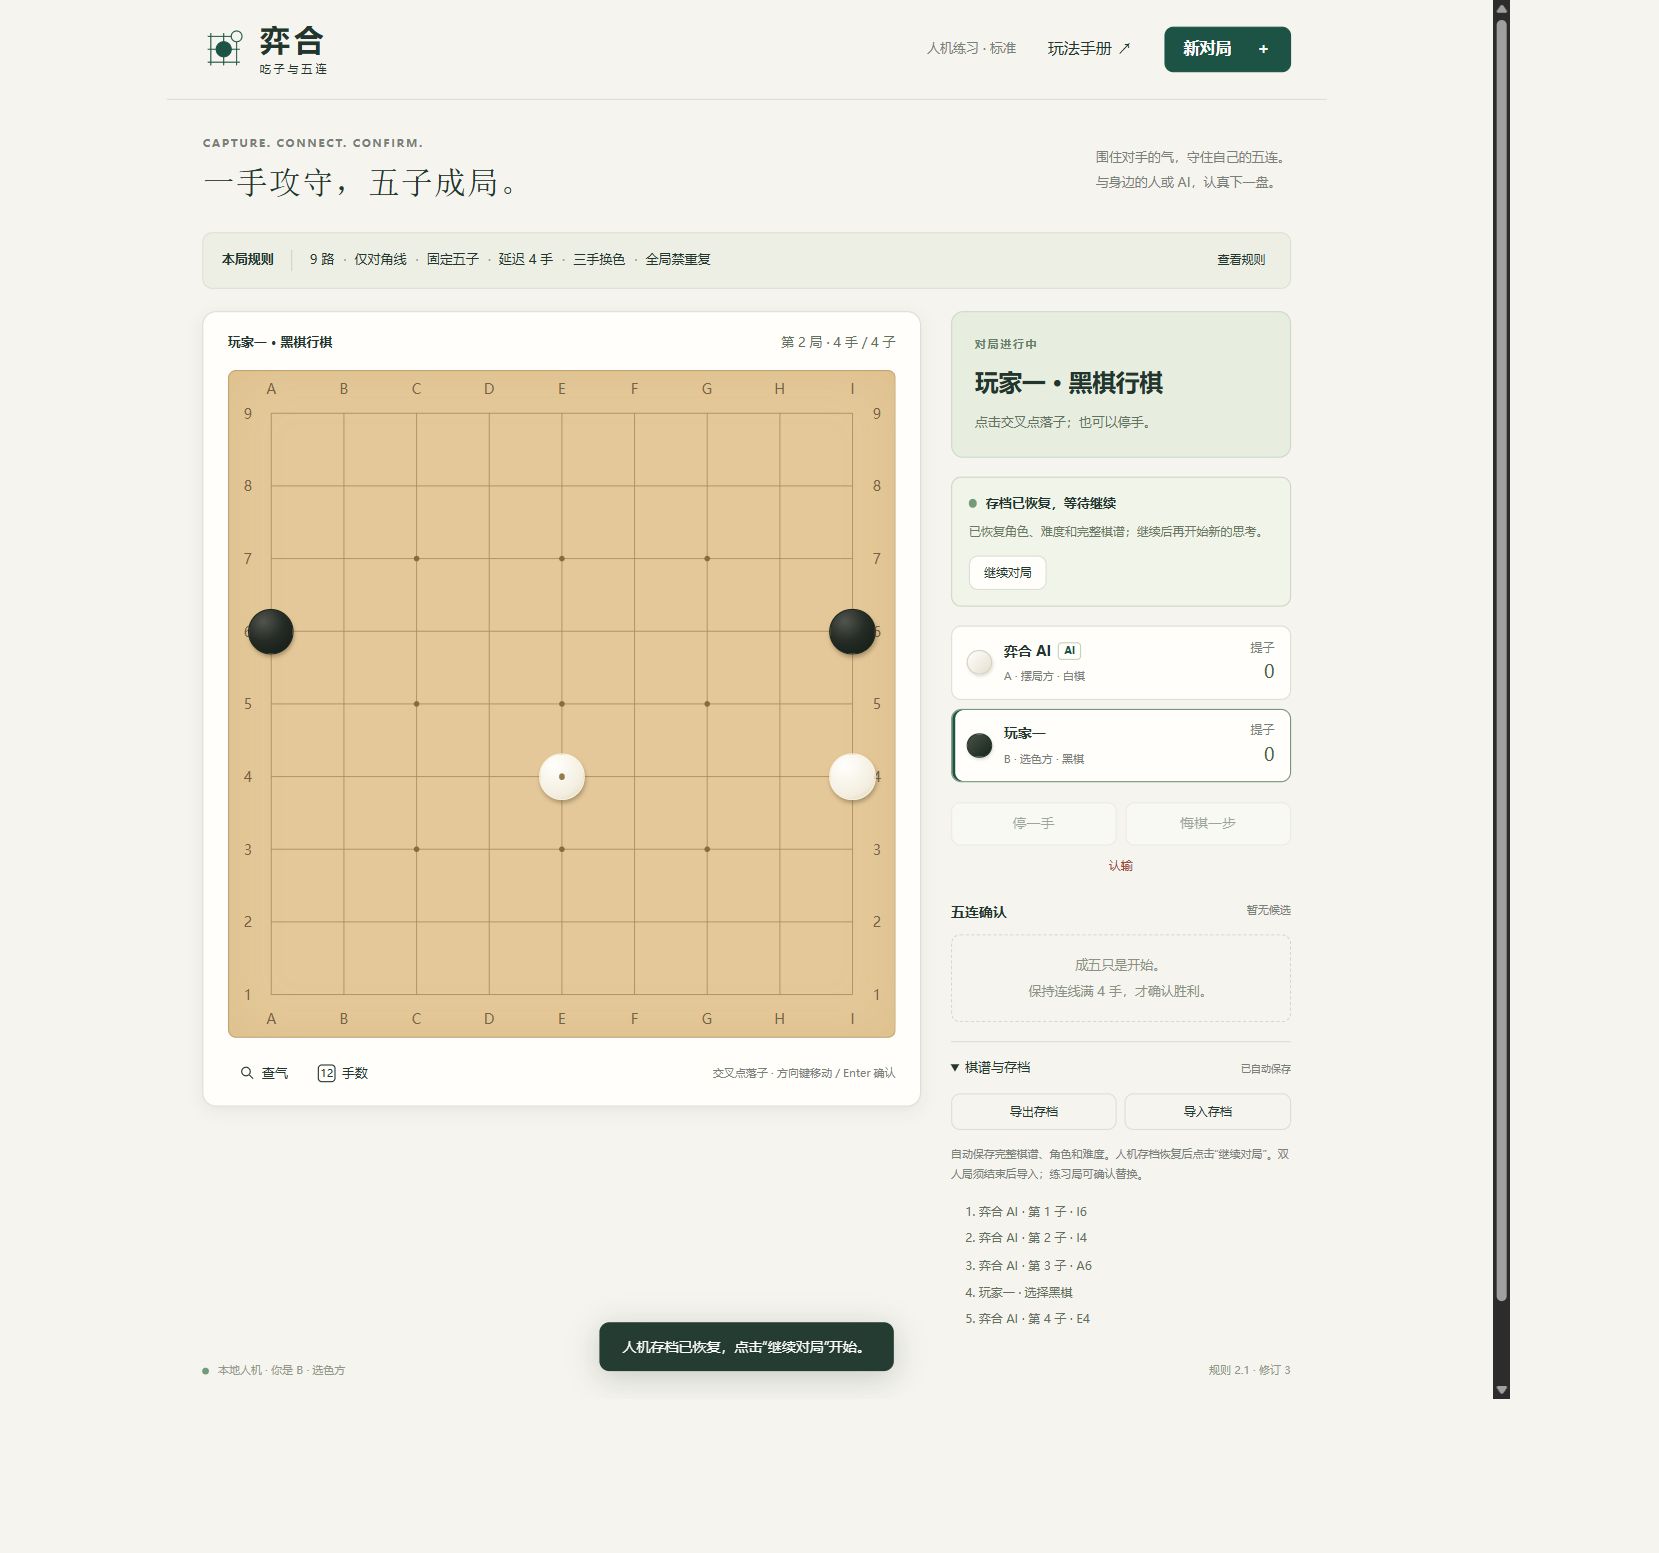 弈合
吃子与五连
人机练习 · 标准
玩法手册 ↗
新对局 +
CAPTURE. CONNECT. CONFIRM.
一手攻守，五子成局。
围住对手的气，守住自己的五连。
与身边的人或 AI，认真下一盘。
本局规则
9 路 · 仅对角线 · 固定五子 · 延迟 4 手 · 三手换色 · 全局禁重复
查看规则
玩家一 • 黑棋行棋
第 2 局 · 4 手 / 4 子
A B C D E F G H I
9 9
8 8
7 7
6 6
5 5
4 4
3 3
2 2
1 1
A B C D E F G H I
查气
12 手数
交叉点落子 · 方向键移动 / Enter 确认
对局进行中
玩家一 • 黑棋行棋
点击交叉点落子；也可以停手。
存档已恢复，等待继续
已恢复角色、难度和完整棋谱；继续后再开始新的思考。
继续对局
弈合 AI AI
A · 摆局方 · 白棋
提子
0
玩家一
B · 选色方 · 黑棋
提子
0
停一手
悔棋一步
认输
五连确认
暂无候选
成五只是开始。
保持连线满 4 手，才确认胜利。
▼ 棋谱与存档
已自动保存
导出存档
导入存档
自动保存完整棋谱、角色和难度。人机存档恢复后点击“继续对局”。双
人局须结束后导入；练习局可确认替换。
1. 弈合 AI · 第 1 子 · I6
2. 弈合 AI · 第 2 子 · I4
3. 弈合 AI · 第 3 子 · A6
4. 玩家一 · 选择黑棋
5. 弈合 AI · 第 4 子 · E4
人机存档已恢复，点击“继续对局”开始。
本地人机 · 你是 B · 选色方
规则 2.1 · 修订 3